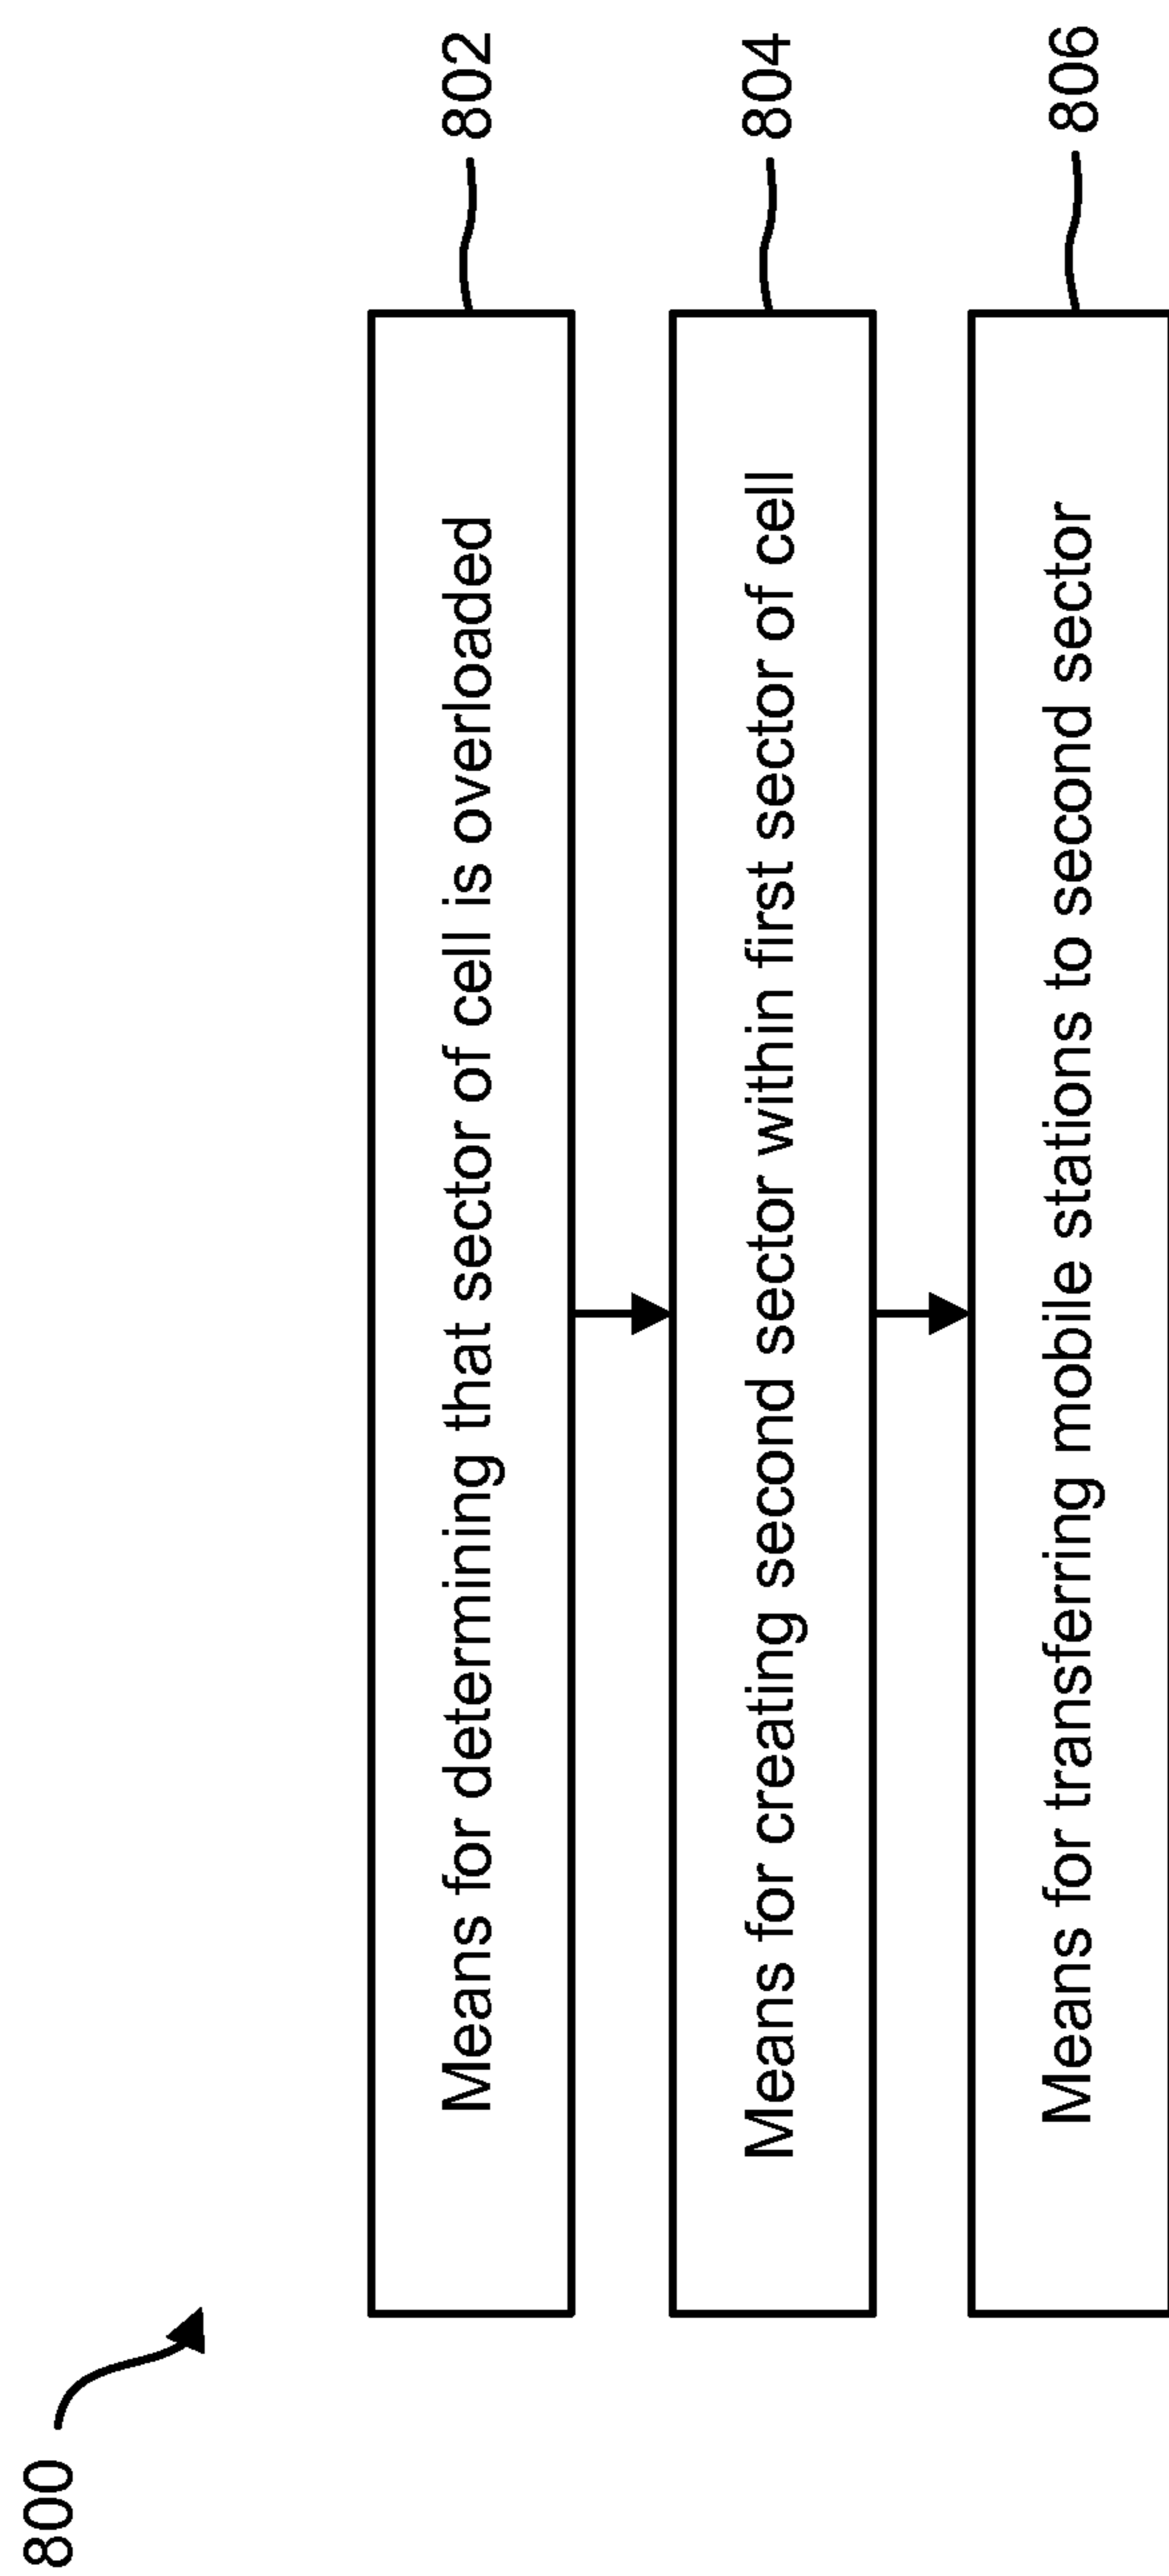 800
Means for determining that sector of cell is overloaded
802
Means for creating second sector within first sector of cell
804
Means for transferring mobile stations to second sector
806